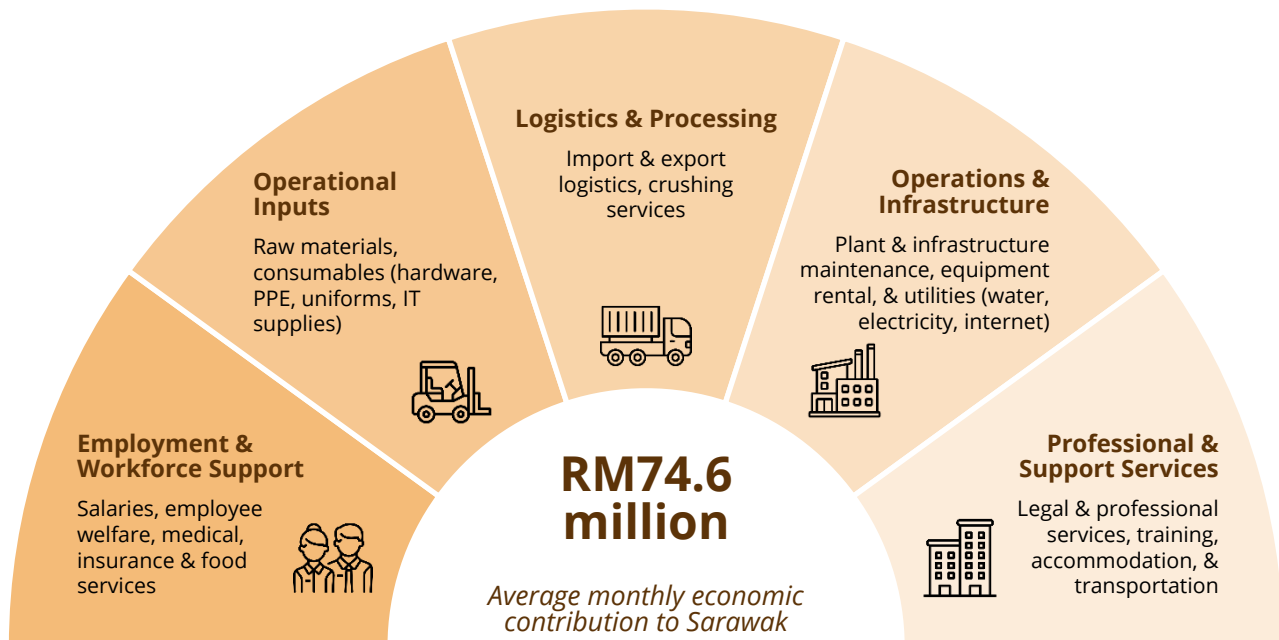 Employment &
Workforce Support
Salaries, employee
welfare, medical,
insurance & food
services
Operational
Inputs
Raw materials,
consumables (hardware,
PPE, uniforms, IT
supplies)
Logistics & Processing
Import & export
logistics, crushing
services
Operations &
Infrastructure
Plant & infrastructure
maintenance, equipment
rental, & utilities (water,
electricity, internet)
Professional &
Support Services
Legal & professional
services, training,
accommodation, &
transportation
RM74.6
million
Average monthly economic
contribution to Sarawak